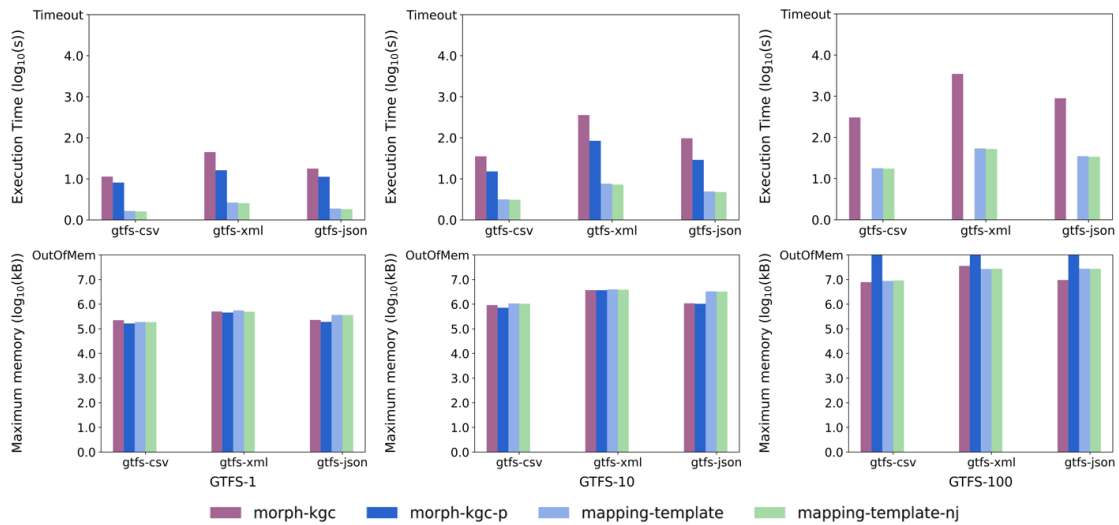 Timeout
4.0
3.0
2.0
1.0
0.0
Execution Time (log10(s))
gtfs-csv gtfs-xml gtfs-json
Timeout
4.0
3.0
2.0
1.0
0.0
Execution Time (log10(s))
gtfs-csv gtfs-xml gtfs-json
Timeout
4.0
3.0
2.0
1.0
0.0
Execution Time (log10(s))
gtfs-csv gtfs-xml gtfs-json
OutOfMem
7.0
6.0
5.0
4.0
3.0
2.0
1.0
0.0
Maximum memory (log10(kB))
gtfs-csv gtfs-xml gtfs-json
GTFS-1
OutOfMem
7.0
6.0
5.0
4.0
3.0
2.0
1.0
0.0
Maximum memory (log10(kB))
gtfs-csv gtfs-xml gtfs-json
GTFS-10
OutOfMem
7.0
6.0
5.0
4.0
3.0
2.0
1.0
0.0
Maximum memory (log10(kB))
gtfs-csv gtfs-xml gtfs-json
GTFS-100
morph-kgc morph-kgc-p mapping-template mapping-template-nj